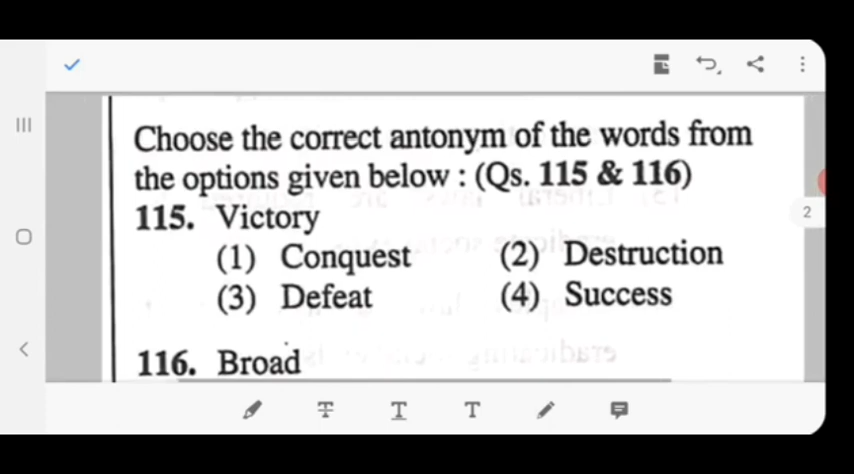 Choose the correct antonym of the words from
the options given below : (Qs. 115 & 116)
115. Victory
(1) Conquest (2) Destruction
(3) Defeat (4) Success
116. Broad
2
T T T